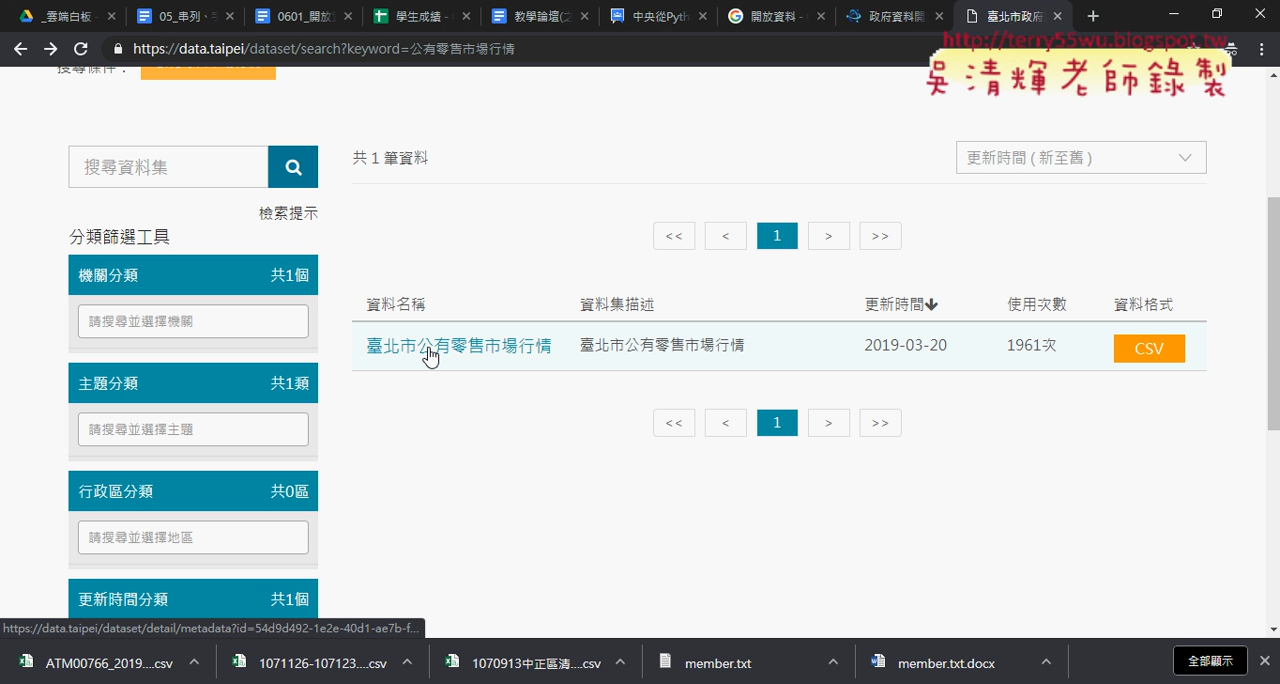 _雲端白板
05_串列、
0601_開放
學生成績 -
教學論壇(之
中央從Pyth
開放資料 -
政府資料開
臺北市政府
https://data.taipei/dataset/search?keyword=公有零售市場行情
http://terry55wu.blogspot.tw
吳清輝老師錄製
搜尋條件：
搜尋資料集
共 1 筆資料
更新時間 ( 新至舊 )
檢索提示
分類篩選工具
<< < 1 > >>
機關分類 共1個
請搜尋並選擇機關
資料名稱 資料集描述 更新時間 使用次數 資料格式
臺北市公有零售市場行情 臺北市公有零售市場行情 2019-03-20 1961次 CSV
主題分類 共1類
請搜尋並選擇主題
<< < 1 > >>
行政區分類 共0區
請搜尋並選擇地區
更新時間分類 共1個
https://data.taipei/dataset/detail/metadata?id=54d9d492-1e2e-40d1-ae7b-f...
ATM00766_2019....csv
1071126-107123....csv
1070913中正區清....csv
member.txt
member.txt.docx
全部顯示